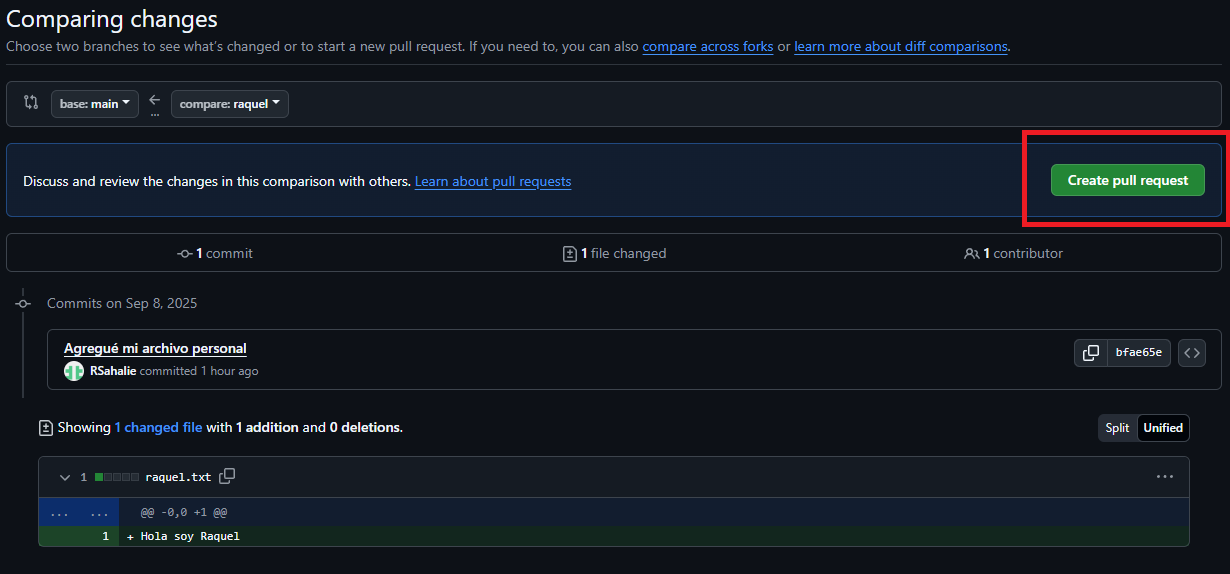 Comparing changes
Choose two branches to see what's changed or to start a new pull request. If you need to, you can also compare across forks or learn more about diff comparisons.
base: main compare: raquel
...
Discuss and review the changes in this comparison with others. Learn about pull requests
Create pull request
1 commit 1 file changed 1 contributor
Commits on Sep 8, 2025
Agregué mi archivo personal
RSahalie committed 1 hour ago
bfae65e
Showing 1 changed file with 1 addition and 0 deletions.
Split Unified
1 raquel.txt
... ... @@ -0,0 +1 @@
1 + Hola soy Raquel